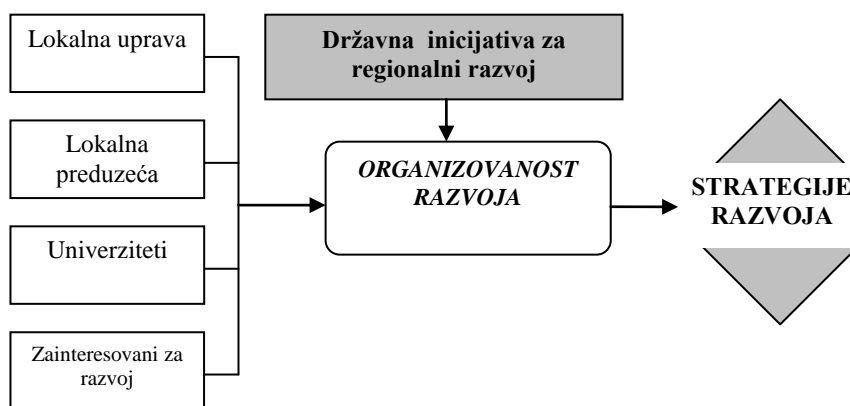 Lokalna uprava
Državna inicijativa za
regionalni razvoj
Lokalna
preduzeća
ORGANIZOVANOST
RAZVOJA
STRATEGIJE
RAZVOJA
Univerziteti
Zainteresovani za
razvoj